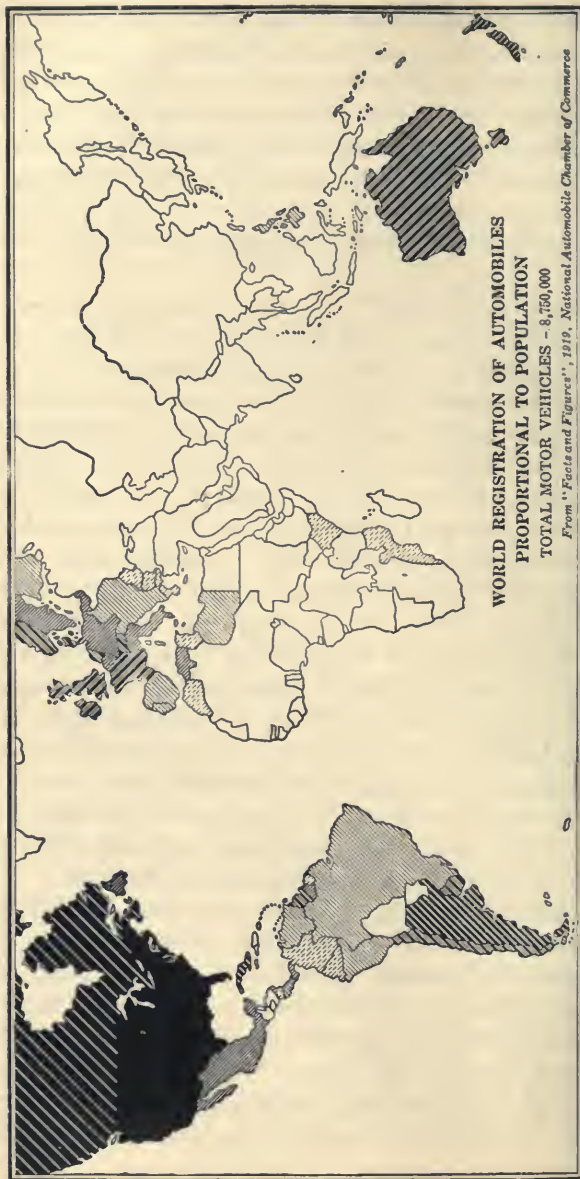 WORLD REGISTRATION OF AUTOMOBILES
PROPORTIONAL TO POPULATION
TOTAL MOTOR VEHICLES - 8,750,000
From "Facts and Figures", 1919, National Automobile Chamber of Commerce